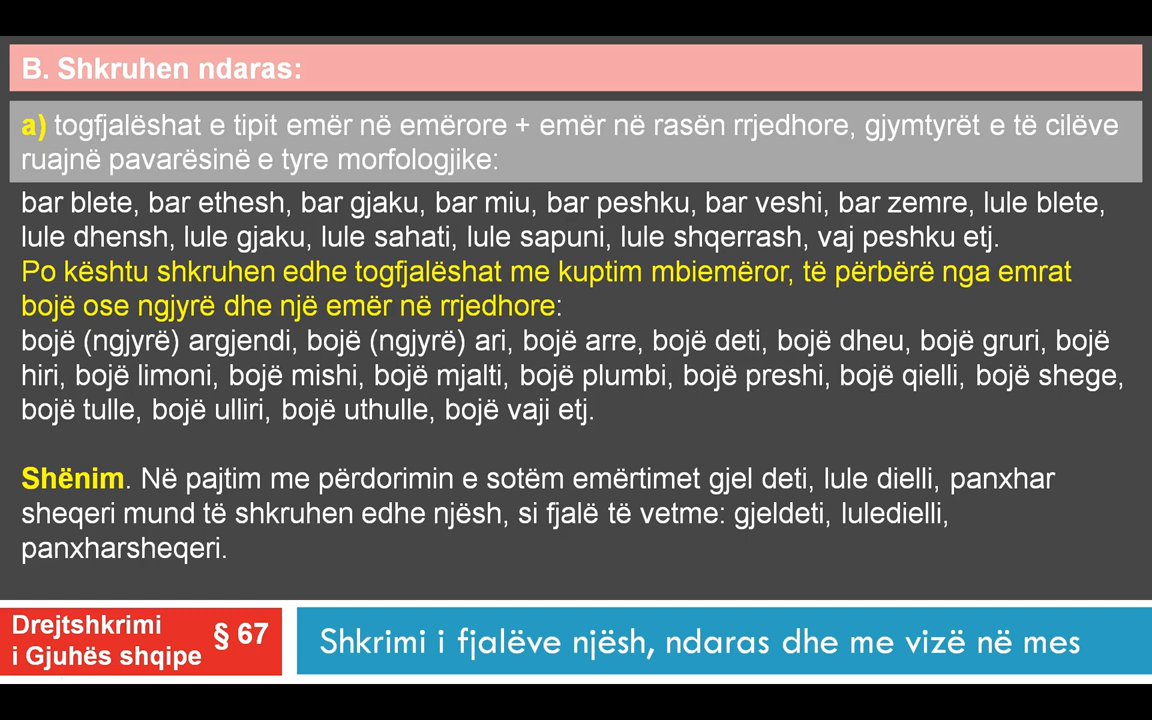 B. Shkruhen ndaras:
a) togfjalëshat e tipit emër në emërore + emër në rasën rrjedhore, gjymtyrët e të cilëve
ruajnë pavarësinë e tyre morfologjike:
bar blete, bar ethesh, bar gjaku, bar miu, bar peshku, bar veshi, bar zemre, lule blete,
lule dhensh, lule gjaku, lule sahati, lule sapuni, lule shqerrash, vaj peshku etj.
Po kështu shkruhen edhe togfjalëshat me kuptim mbiemëror, të përbërë nga emrat
bojë ose ngjyrë dhe një emër në rrjedhore:
bojë (ngjyrë) argjendi, bojë (ngjyrë) ari, bojë arre, bojë deti, bojë dheu, bojë gruri, bojë
hiri, bojë limoni, bojë mishi, bojë mjalti, bojë plumbi, bojë preshi, bojë qielli, bojë shege,
bojë tulle, bojë ulliri, bojë uthulle, bojë vaji etj.
Shënim. Në pajtim me përdorimin e sotëm emërtimet gjel deti, lule dielli, panxhar
sheqeri mund të shkruhen edhe njësh, si fjalë të vetme: gjeldeti, luledielli,
panxharsheqeri.
Drejtshkrimi
i Gjuhës shqipe
§ 67
Shkrimi i fjalëve njësh, ndaras dhe me vizë në mes